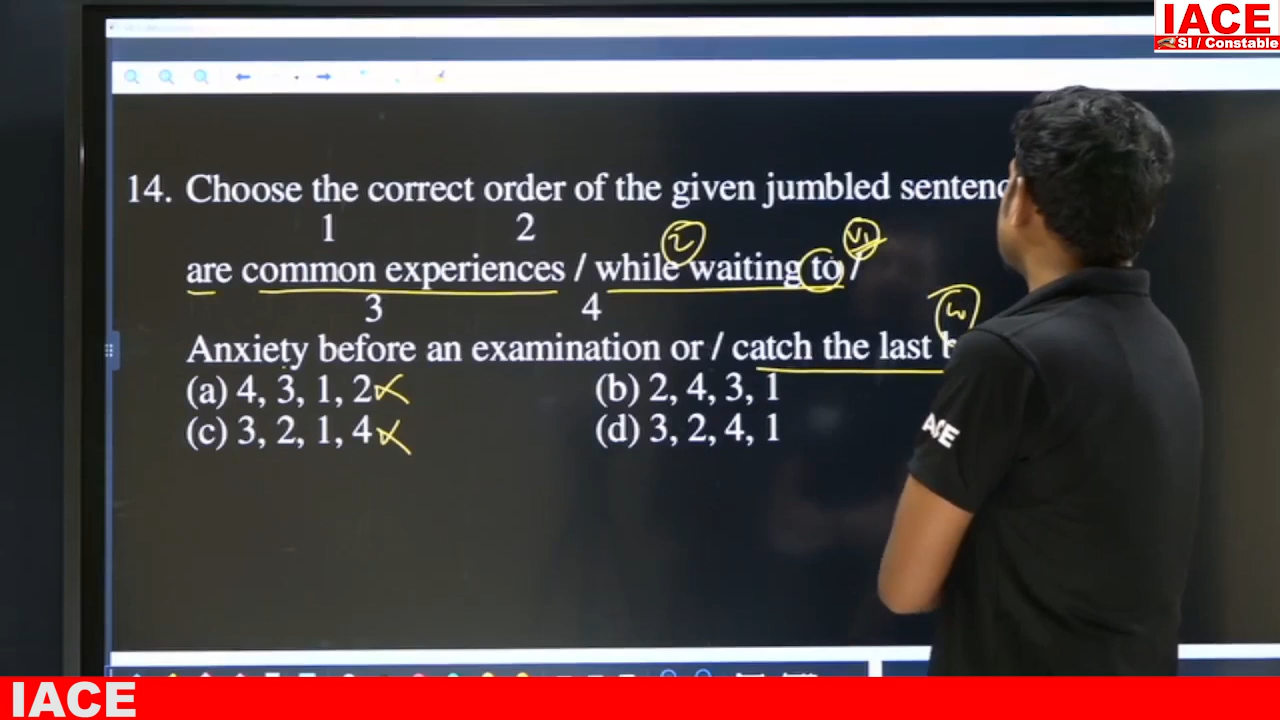 IACE
SI / Constable
14. Choose the correct order of the given jumbled
1 2
2 V1
are common experiences / while waiting to /
3 4
Anxiety before an examination or / catch the last
(a) 4, 3, 1, 2 (b) 2, 4, 3, 1
(c) 3, 2, 1, 4 (d) 3, 2, 4, 1
IACE